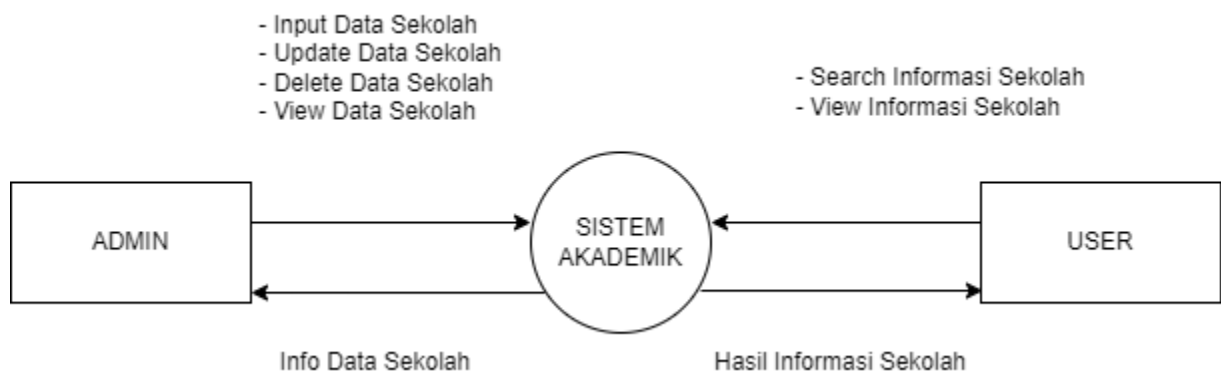 - Input Data Sekolah
- Update Data Sekolah
- Delete Data Sekolah
- View Data Sekolah
- Search Informasi Sekolah
- View Informasi Sekolah
ADMIN
SISTEM
AKADEMIK
USER
Info Data Sekolah
Hasil Informasi Sekolah